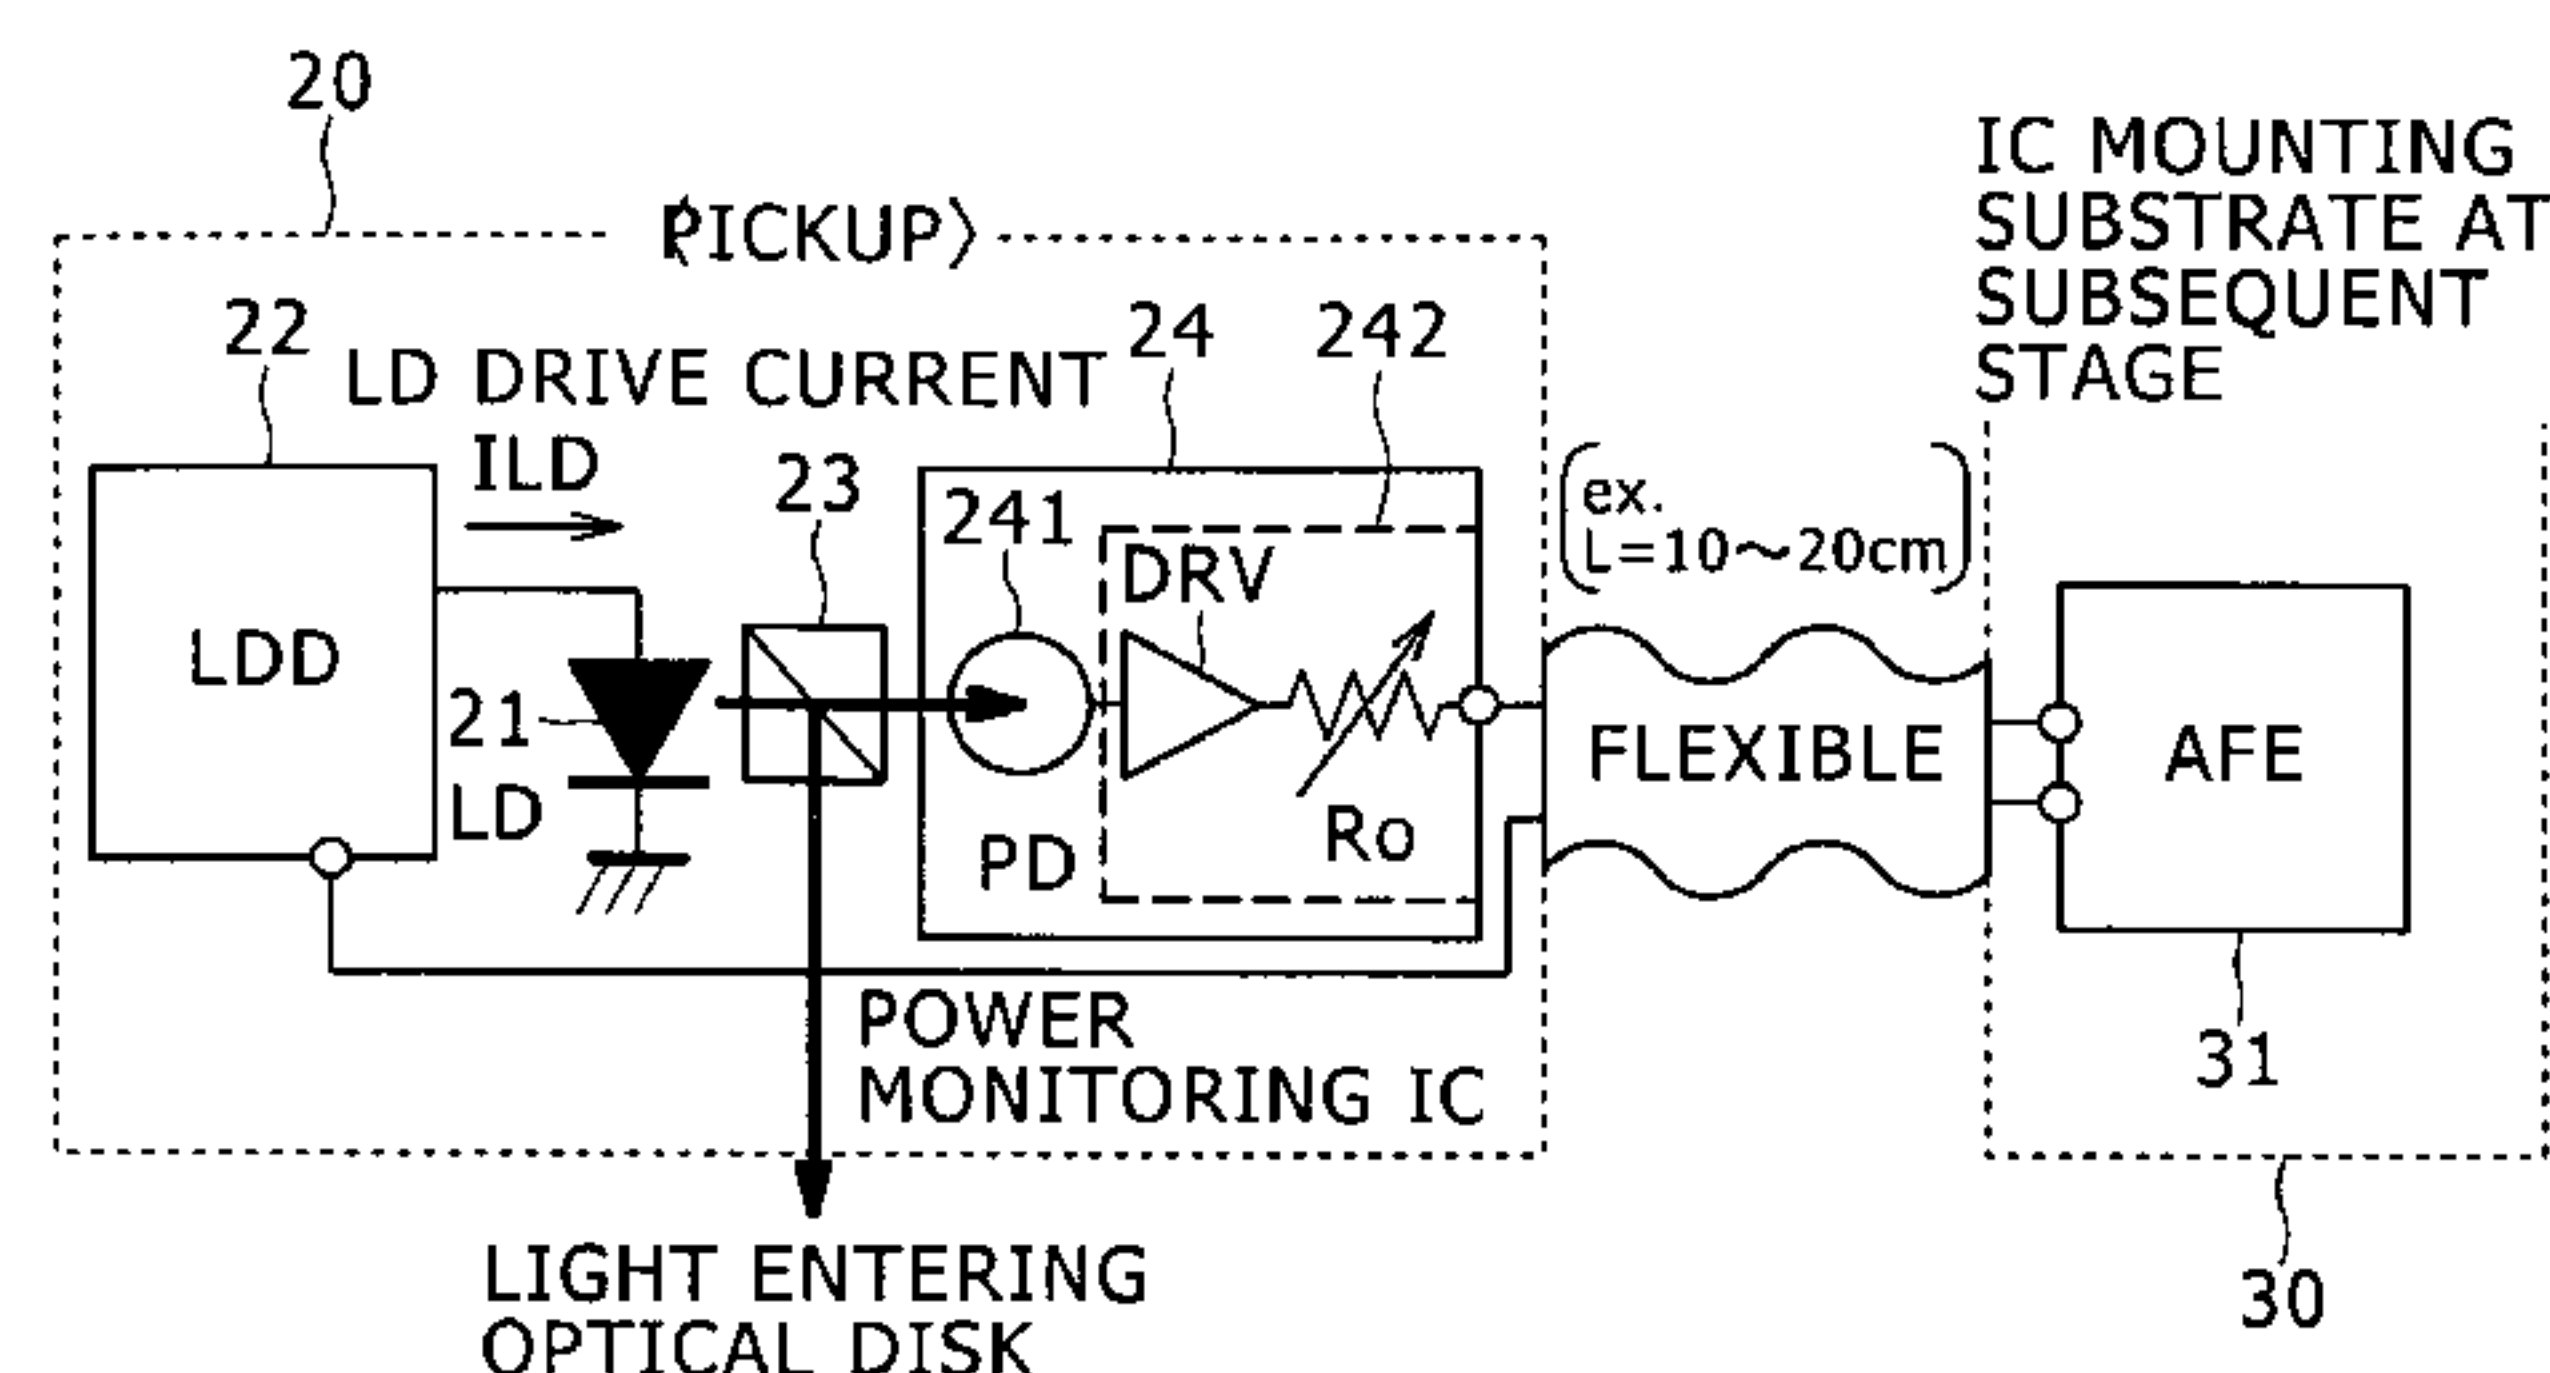 20
IC MOUNTING
SUBSTRATE AT
SUBSEQUENT
STAGE
〈PICKUP〉
22
LD DRIVE CURRENT
24
242
ILD
23
241
ex.
L=10〜20cm
DRV
LDD
21
LD
FLEXIBLE
AFE
Ro
PD
POWER
MONITORING IC
31
LIGHT ENTERING
OPTICAL DISK
30